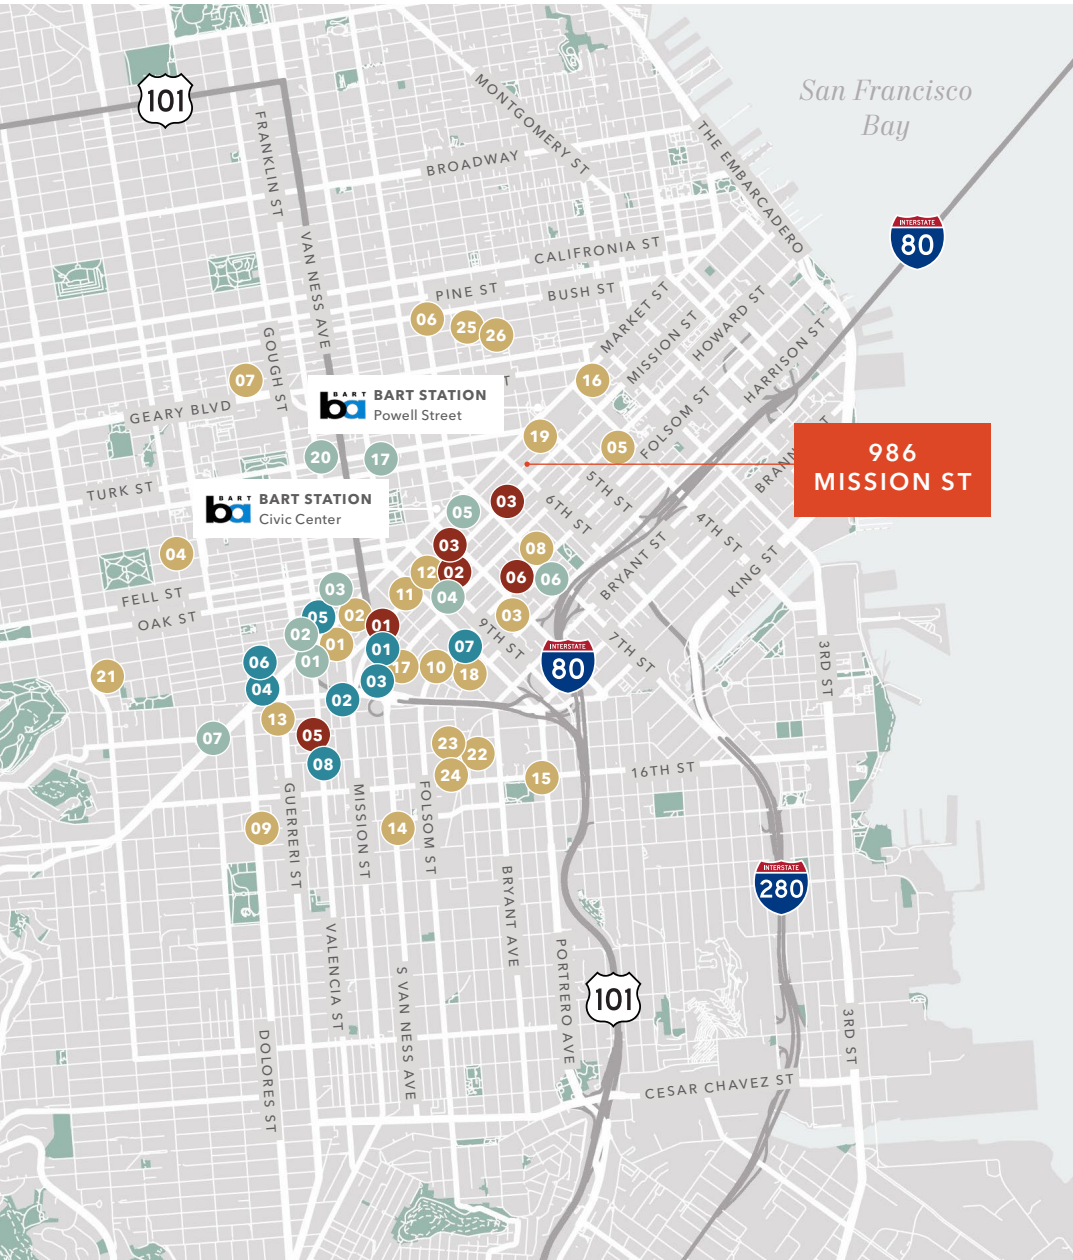 San Francisco
Bay
101
MONTGOMERY ST
THE EMBARCADERO
FRANKLIN ST
BROADWAY
INTERSTATE
80
VAN NESS AVE
CALIFRONIA ST
PINE ST
BUSH ST
MARKET ST
MISSION ST
HOWARD ST
HARRISON ST
06
25
26
GOUGH ST
07
16
BART
ba
BART STATION
Powell Street
T
GEARY BLVD
FOLSOM ST
19
05
BRANN
T
986
MISSION ST
20
17
TURK ST
BART
ba
BART STATION
Civic Center
5TH ST
6TH ST
4TH ST
03
05
03
08
04
12
02
06
06
BRYANT ST
KING ST
FELL ST
OAK ST
03
11
04
05
02
01
03
9TH ST
7TH ST
02
01
01
07
06
01
17
10
18
INTERSTATE
80
3RD ST
21
04
03
02
13
07
05
08
23
22
24
15
16TH ST
GUERRERI ST
MISSION ST
FOLSOM ST
09
14
BRYANT AVE
INTERSTATE
280
VALENCIA ST
S VAN NESS AVE
PORTRERO AVE
101
DOLORES ST
3RD ST
CESAR CHAVEZ ST